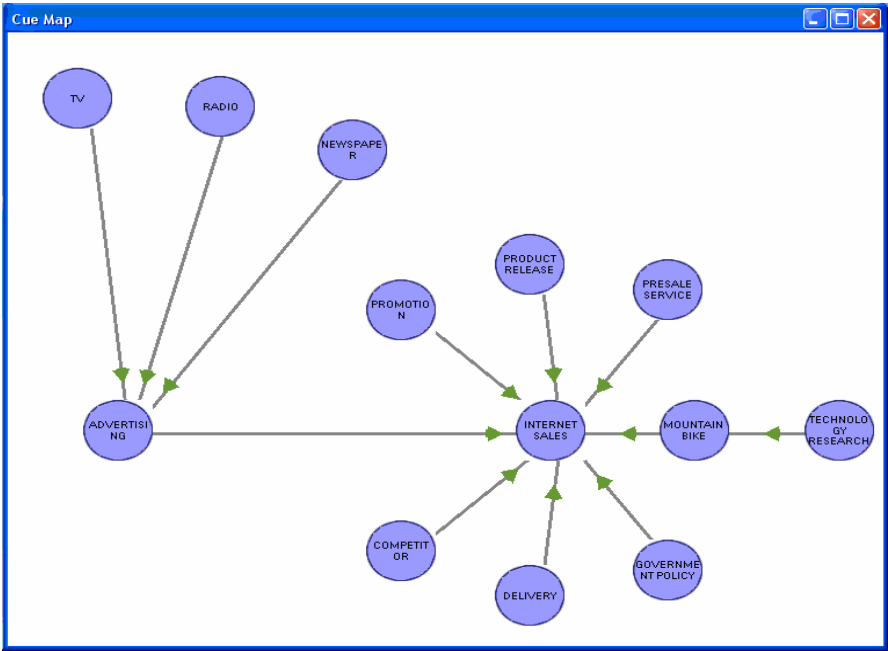 Cue Map
TV
RADIO
NEWSPAPE
R
PRODUCT
RELEASE
PRESALE
SERVICE
PROMOTIO
N
ADVERTISI
NG
INTERNET
SALES
MOUNTAIN
BIKE
TECHNOLO
GY
RESEARCH
COMPETIT
OR
DELIVERY
GOVERNME
NT POLICY